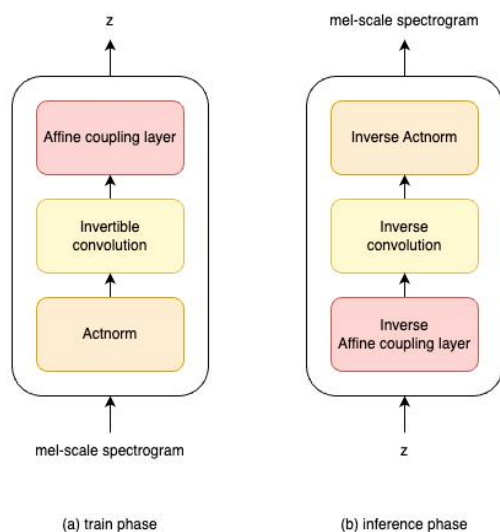 z
Affine coupling layer
Invertible
convolution
Actnorm
mel-scale spectrogram
(a) train phase
mel-scale spectrogram
Inverse Actnorm
Inverse
convolution
Inverse
Affine coupling layer
z
(b) inference phase